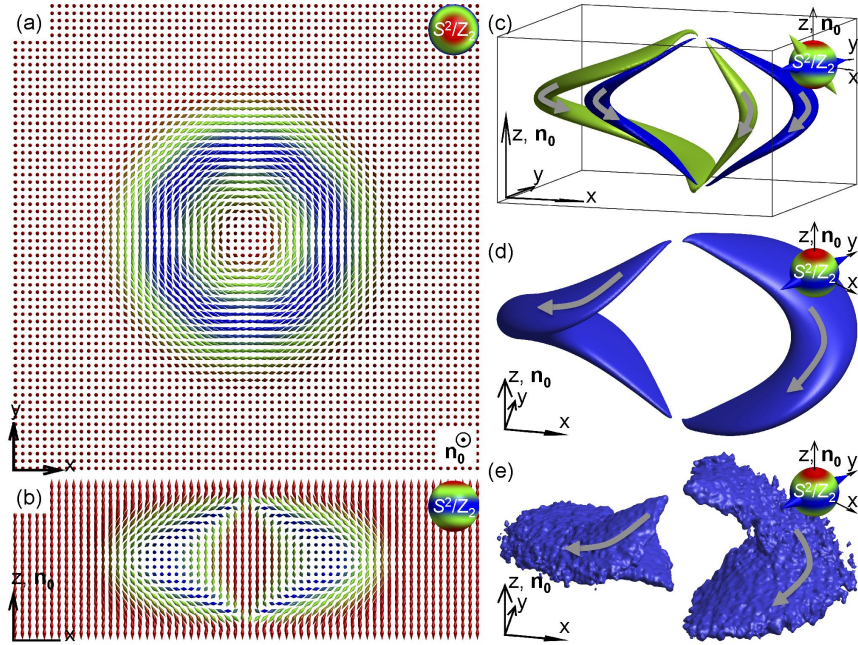 (a)
S²/Z₂
y
x
n₀
(b)
S²/Z₂
z, n₀
x
(c)
z, n₀
y
S²/Z₂
x
z, n₀
y
x
(d)
z, n₀
y
S²/Z₂
x
z, n₀
y
x
(e)
z, n₀
y
S²/Z₂
x
z, n₀
y
x